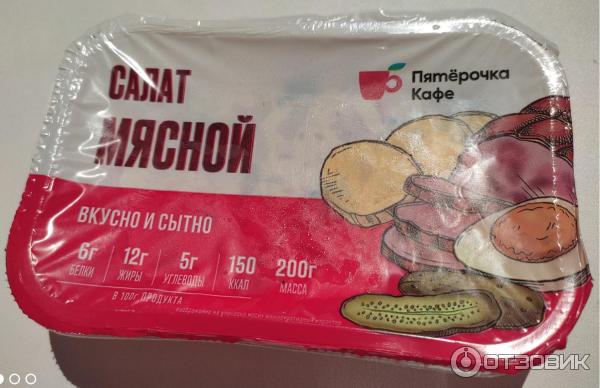 САЛАТ
МЯСНОЙ
Пятёрочка
Кафе
ВКУСНО И СЫТНО
6г 12г 5г 150 200г
БЕЛКИ ЖИРЫ УГЛЕВОДЫ ККАЛ МАССА
В 100Г ПРОДУКТА
ОТЗОВИК